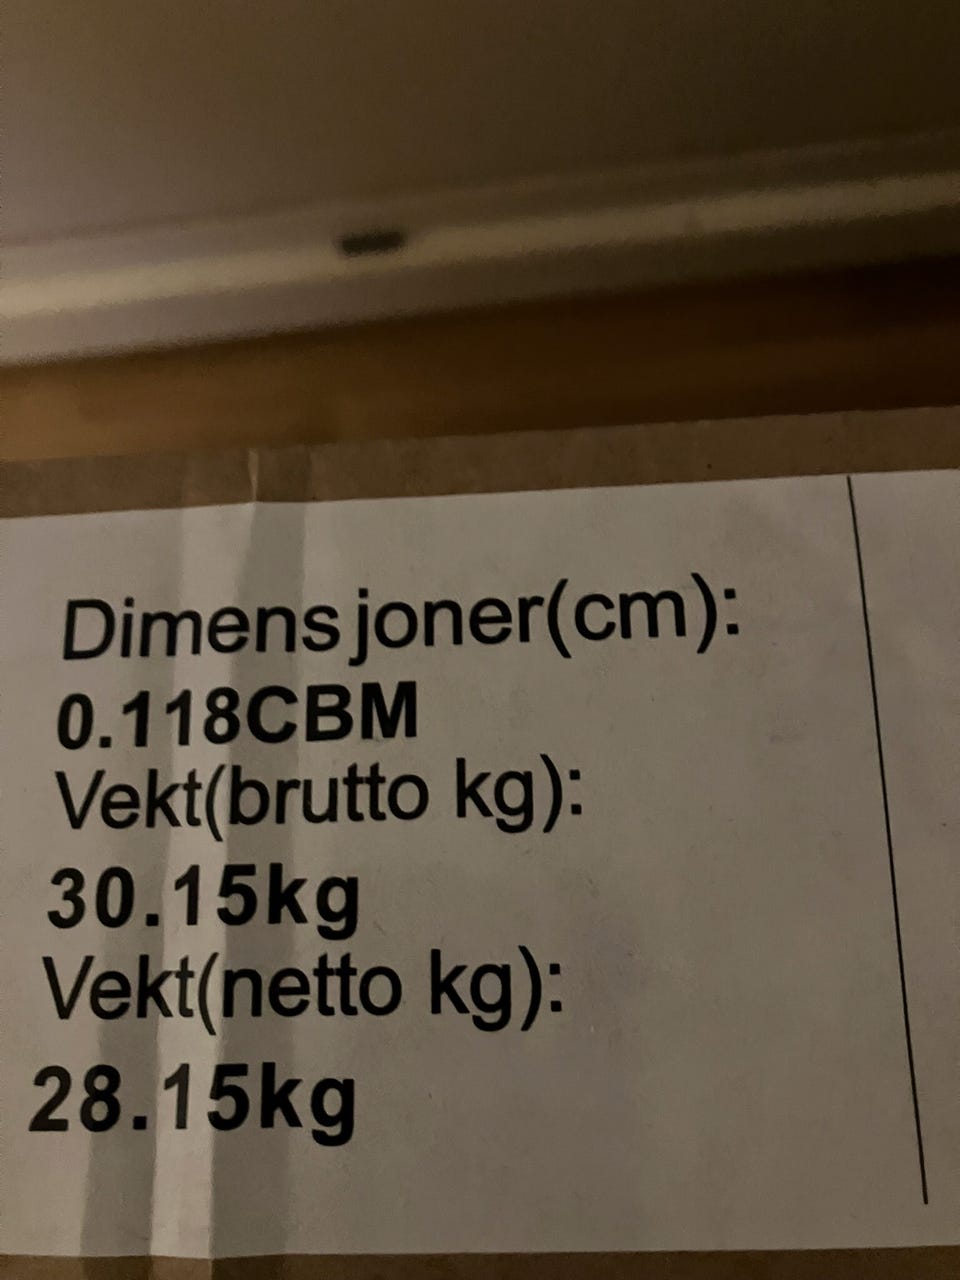 Dimensjoner(cm):
0.118CBM
Vekt(brutto kg):
30.15kg
Vekt(netto kg):
28.15kg